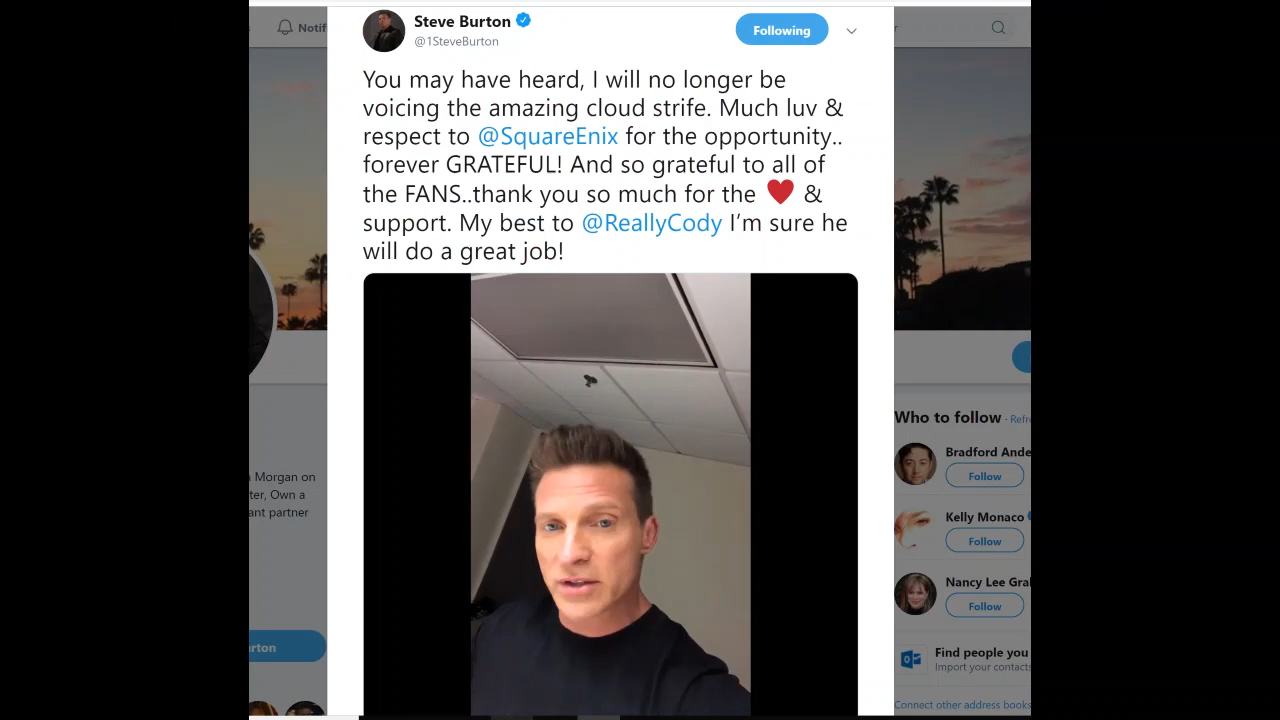 Notif
Steve Burton
@1SteveBurton
Following
You may have heard, I will no longer be
voicing the amazing cloud strife. Much luv &
respect to @SquareEnix for the opportunity..
forever GRATEFUL! And so grateful to all of
the FANS..thank you so much for the ❤️ &
support. My best to @ReallyCody I'm sure he
will do a great job!
Morgan on
ter, Own a
ant partner
rton
Who to follow · Refre
Bradford Ande
Follow
Kelly Monaco
Follow
Nancy Lee Gra
Follow
Find people you
Import your contacts
Connect other address books